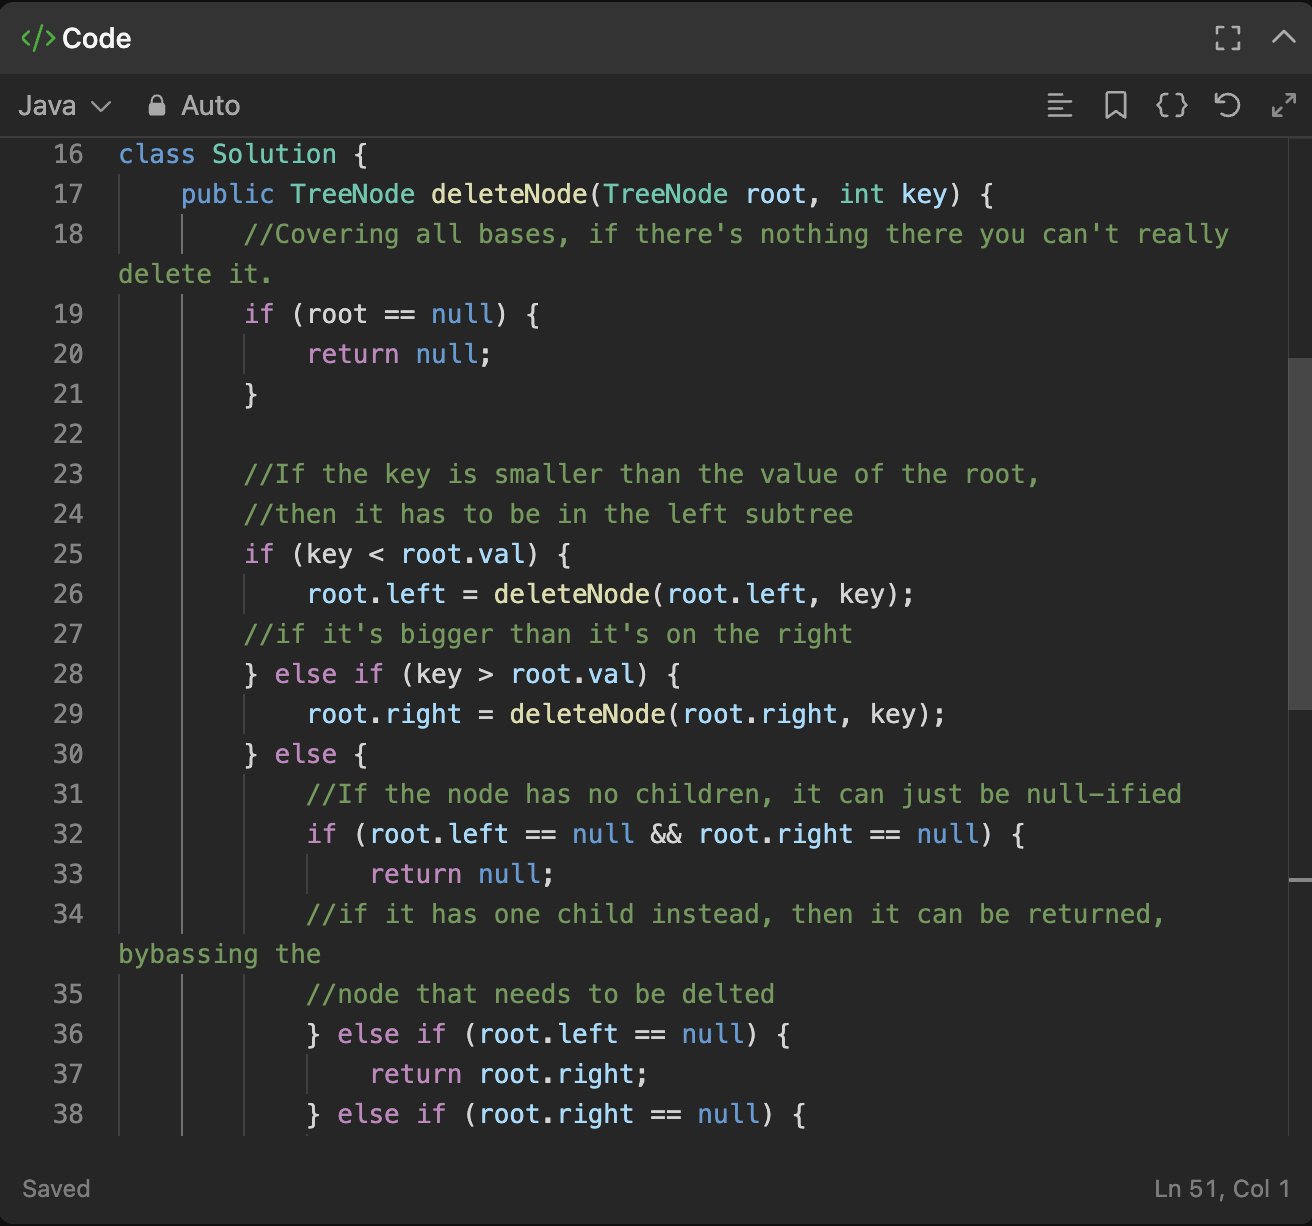 </> Code
Java Auto
16 class Solution {
17 public TreeNode deleteNode(TreeNode root, int key) {
18 //Covering all bases, if there's nothing there you can't really
delete it.
19 if (root == null) {
20 return null;
21 }
22
23 //If the key is smaller than the value of the root,
24 //then it has to be in the left subtree
25 if (key < root.val) {
26 root.left = deleteNode(root.left, key);
27 //if it's bigger than it's on the right
28 } else if (key > root.val) {
29 root.right = deleteNode(root.right, key);
30 } else {
31 //If the node has no children, it can just be null-ified
32 if (root.left == null && root.right == null) {
33 return null;
34 //if it has one child instead, then it can be returned,
bybassing the
35 //node that needs to be delted
36 } else if (root.left == null) {
37 return root.right;
38 } else if (root.right == null) {
Saved Ln 51, Col 1